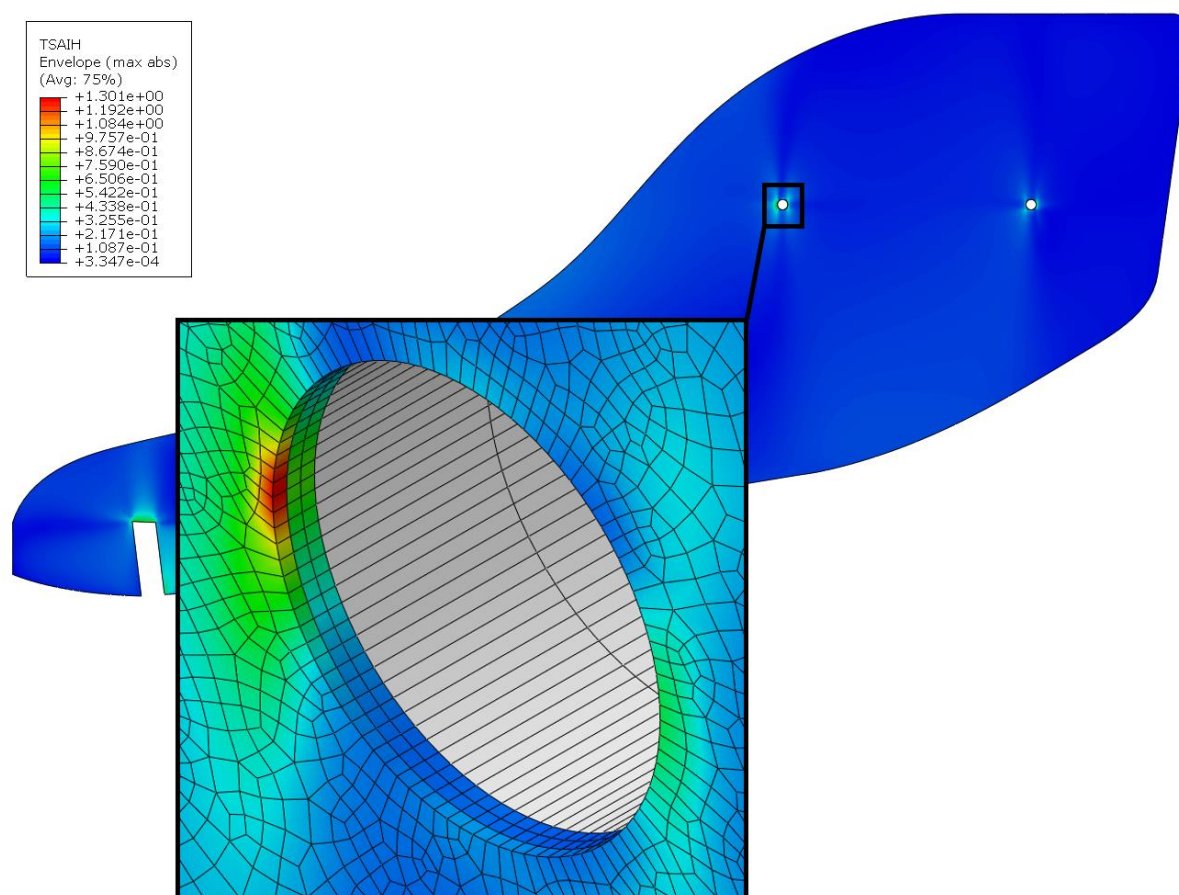 TSAIH
Envelope (max abs)
(Avg: 75%)
+1.301e+00
+1.192e+00
+1.084e+00
+9.757e-01
+8.674e-01
+7.590e-01
+6.506e-01
+5.422e-01
+4.338e-01
+3.255e-01
+2.171e-01
+1.087e-01
+3.347e-04